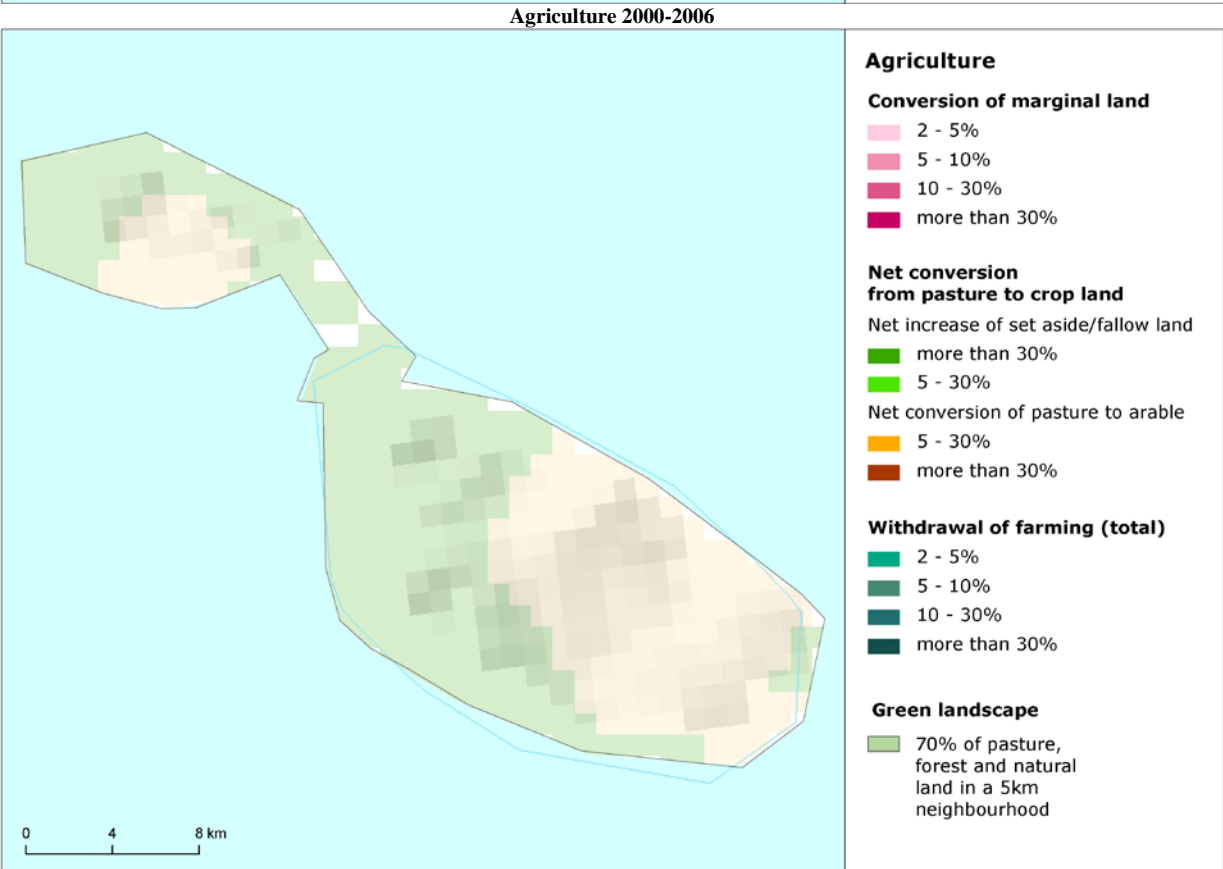 Agriculture 2000-2006
Agriculture
Conversion of marginal land
2 - 5%
5 - 10%
10 - 30%
more than 30%
Net conversion
from pasture to crop land
Net increase of set aside/fallow land
more than 30%
5 - 30%
Net conversion of pasture to arable
5 - 30%
more than 30%
Withdrawal of farming (total)
2 - 5%
5 - 10%
10 - 30%
more than 30%
Green landscape
70% of pasture,
forest and natural
land in a 5km
neighbourhood
0 4 8 km